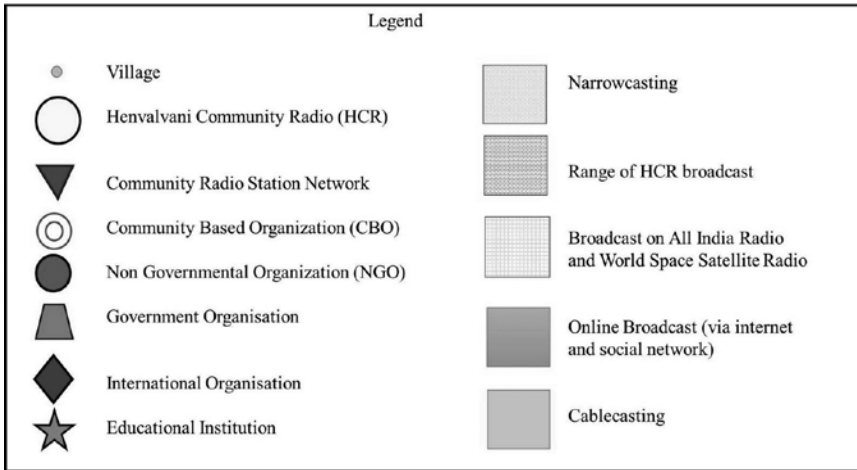 Legend
Village
Henvalvani Community Radio (HCR)
Community Radio Station Network
Community Based Organization (CBO)
Non Governmental Organization (NGO)
Government Organisation
International Organisation
Educational Institution
Narrowcasting
Range of HCR broadcast
Broadcast on All India Radio
and World Space Satellite Radio
Online Broadcast (via internet
and social network)
Cablecasting